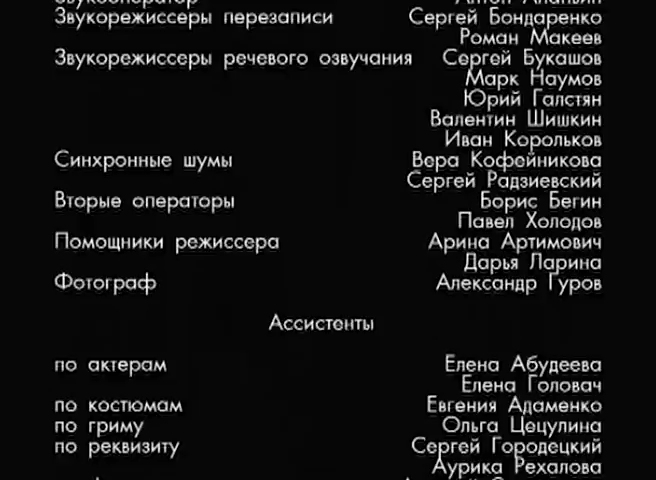 Звукорежиссеры перезаписи Сергей Бондаренко
Роман Макеев
Звукорежиссеры речевого озвучания Сергей Букашов
Марк Наумов
Юрий Галстян
Валентин Шишкин
Иван Корольков
Синхронные шумы Вера Кофейникова
Сергей Радзиевский
Вторые операторы Борис Бегин
Павел Холодов
Помощники режиссера Арина Артимович
Дарья Ларина
Фотограф Александр Гуров
Ассистенты
по актерам Елена Абудеева
Елена Головач
по костюмам Евгения Адаменко
по гриму Ольга Цецулина
по реквизиту Сергей Городецкий
Аурика Рехалова